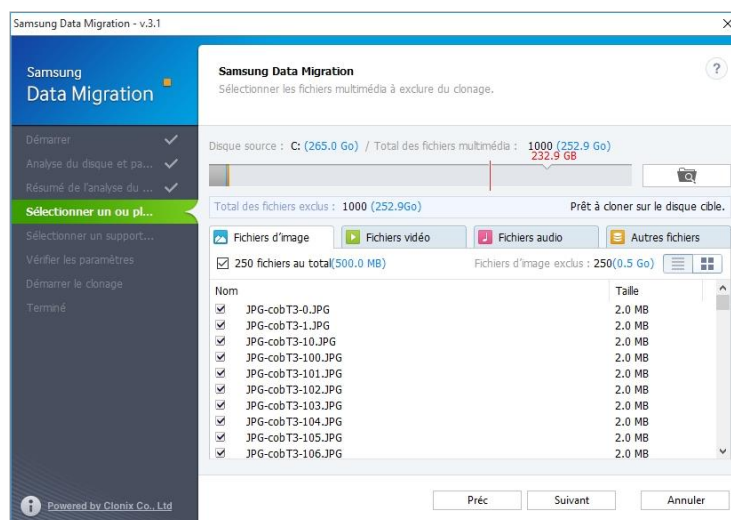 Samsung Data Migration - v.3.1
Samsung
Data Migration
Samsung Data Migration
Sélectionner les fichiers multimédia à exclure du clonage.
?
Démarrer
Analyse du disque et pa...
Résumé de l'analyse du ...
Sélectionner un ou pl...
Sélectionner un support...
Vérifier les paramètres
Démarrer le clonage
Terminé
Disque source : C: (265.0 Go) / Total des fichiers multimédia : 1000 (252.9 Go)
232.9 GB
Total des fichiers exclus : 1000 (252.9Go)
Prêt à cloner sur le disque cible.
Fichiers d'image
Fichiers vidéo
Fichiers audio
Autres fichiers
250 fichiers au total(500.0 MB)
Fichiers d'image exclus : 250(0.5 Go)
Nom Taille
JPG-cobT3-0.JPG 2.0 MB
JPG-cobT3-1.JPG 2.0 MB
JPG-cobT3-10.JPG 2.0 MB
JPG-cobT3-100.JPG 2.0 MB
JPG-cobT3-101.JPG 2.0 MB
JPG-cobT3-102.JPG 2.0 MB
JPG-cobT3-103.JPG 2.0 MB
JPG-cobT3-104.JPG 2.0 MB
JPG-cobT3-105.JPG 2.0 MB
JPG-cobT3-106.JPG 2.0 MB
Powered by Clonix Co., Ltd
Préc
Suivant
Annuler